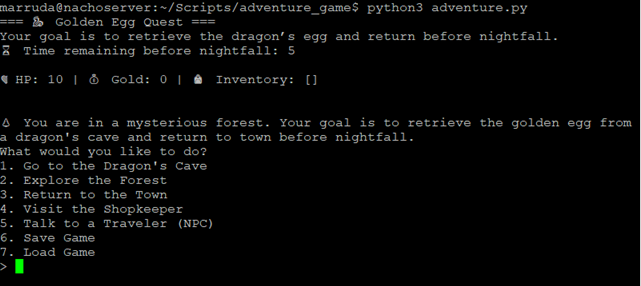 marruda@nachoserver:~/Scripts/adventure_game$ python3 adventure.py
=== 🐉 Golden Egg Quest ===
Your goal is to retrieve the dragon’s egg and return before nightfall.
⏳ Time remaining before nightfall: 5
HP: 10 | 💰 Gold: 0 | 🎒 Inventory: []
You are in a mysterious forest. Your goal is to retrieve the golden egg from
a dragon's cave and return to town before nightfall.
What would you like to do?
1. Go to the Dragon's Cave
2. Explore the Forest
3. Return to the Town
4. Visit the Shopkeeper
5. Talk to a Traveler (NPC)
6. Save Game
7. Load Game
>